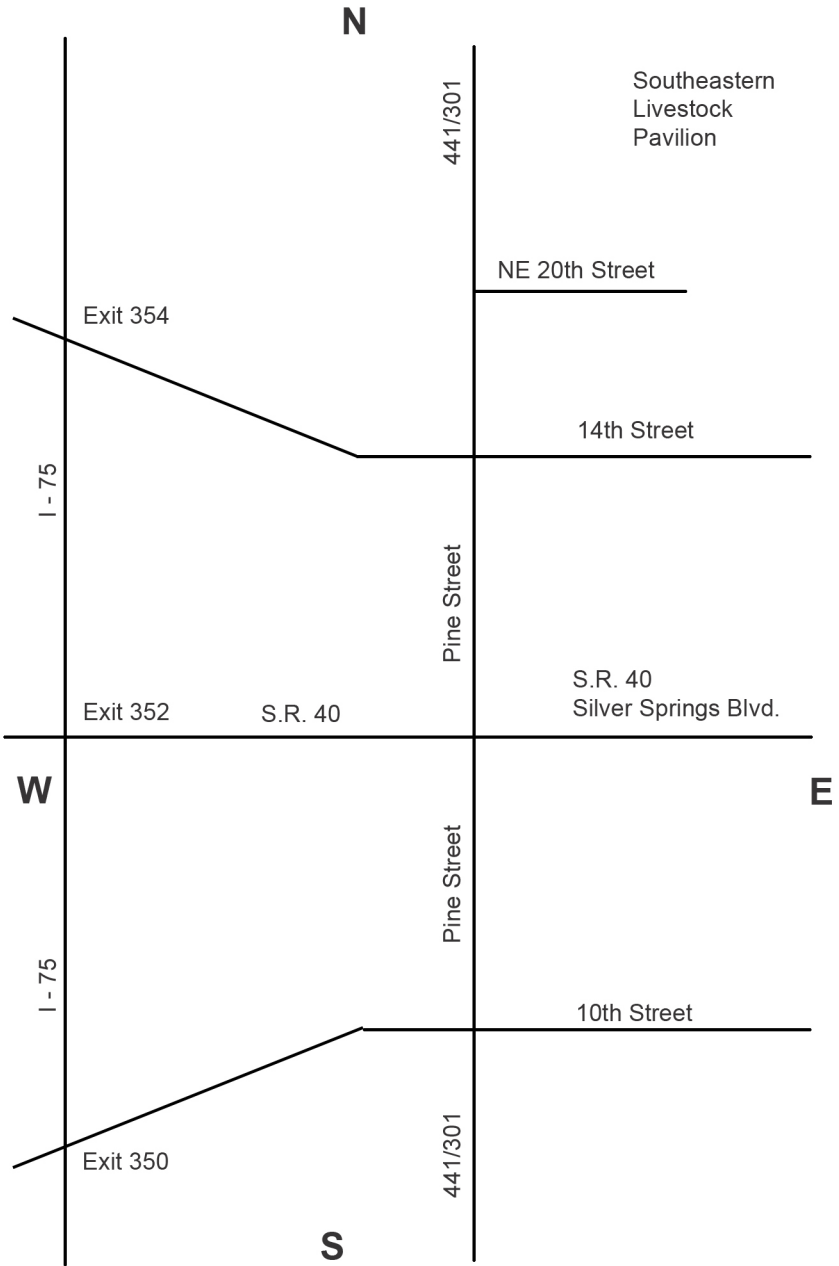 N
441/301
Southeastern
Livestock
Pavilion
NE 20th Street
Exit 354
14th Street
I - 75
Pine Street
S.R. 40
Silver Springs Blvd.
Exit 352
S.R. 40
W
E
Pine Street
I - 75
10th Street
441/301
Exit 350
S